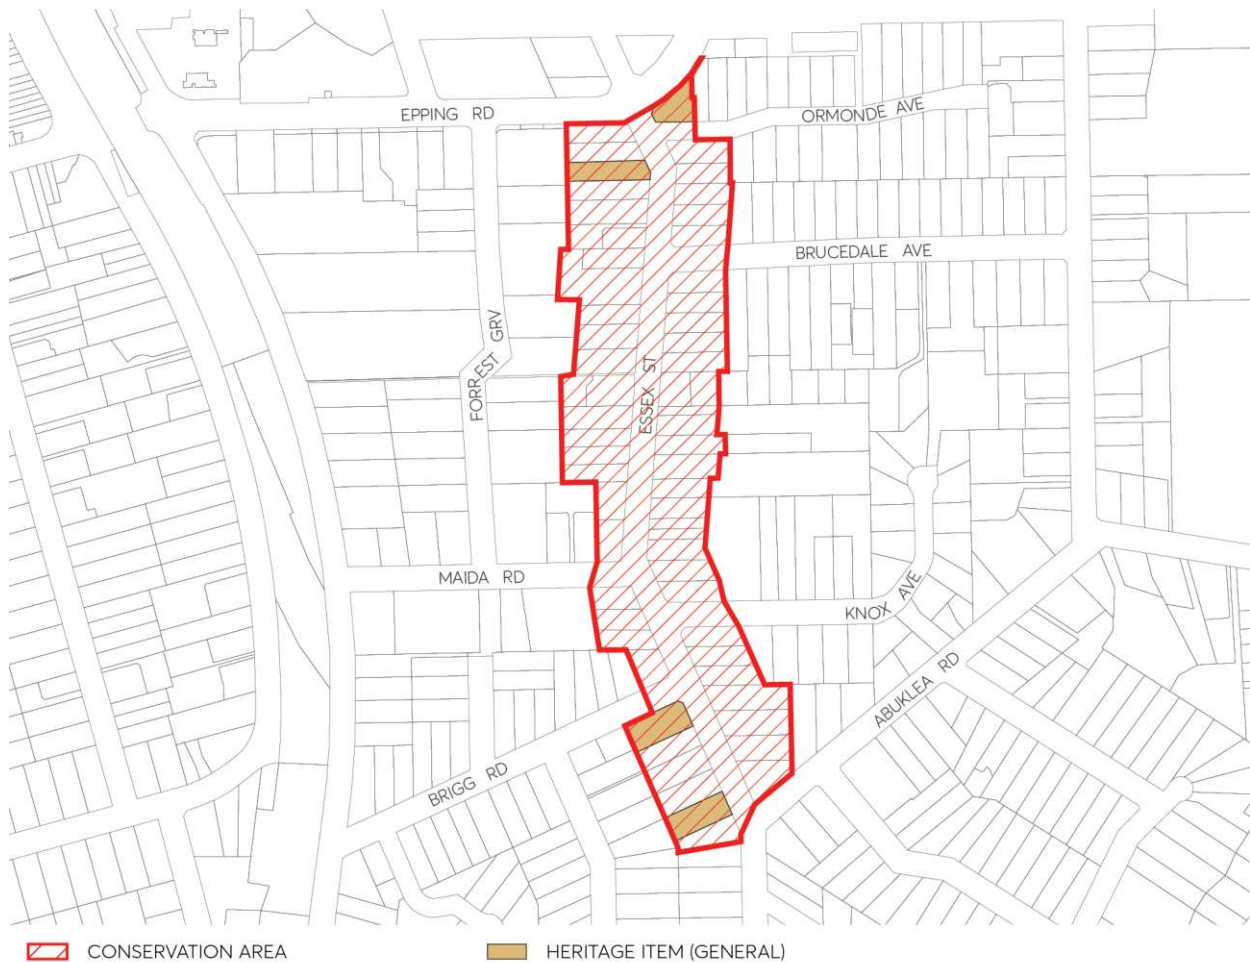 EPPING RD
ORMONDE AVE
BRUCEDALE AVE
FORREST GRV
ESSEX ST
MAIDA RD
KNOX AVE
ABUKLEA RD
BRIGG RD
CONSERVATION AREA
HERITAGE ITEM (GENERAL)